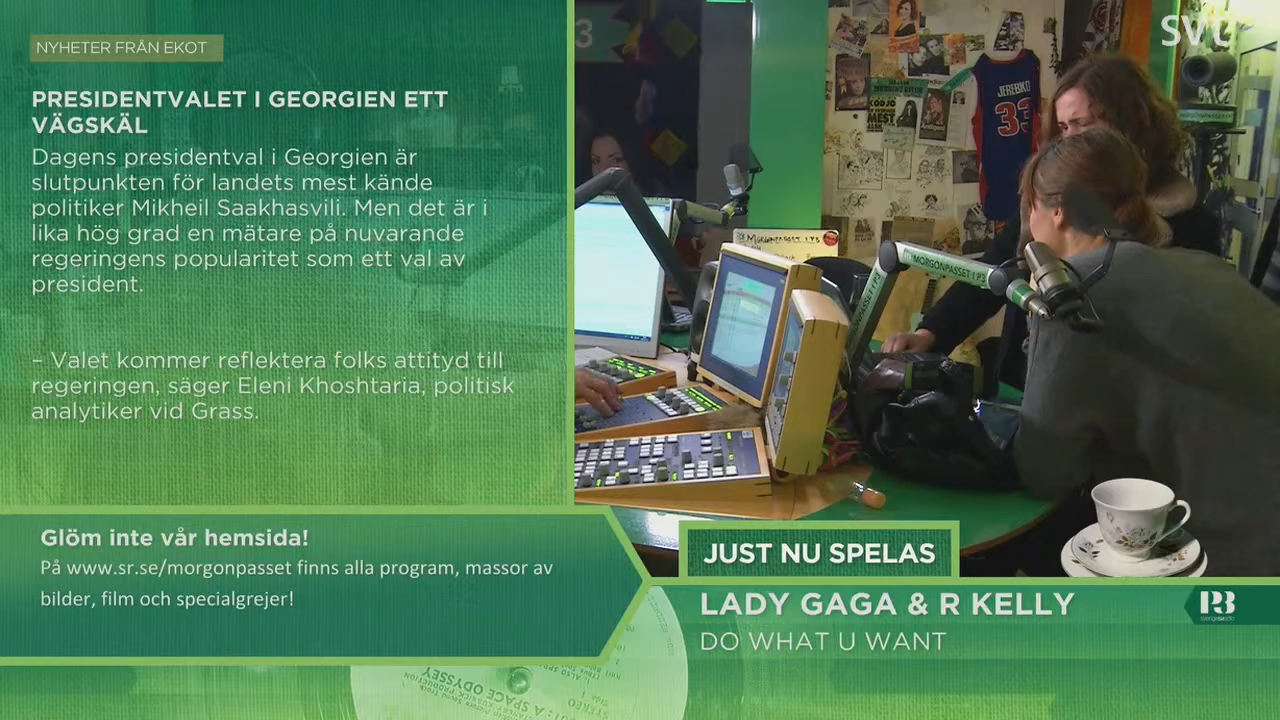 NYHETER FRÅN EKOT
PRESIDENTVALET I GEORGIEN ETT
VÄGSKÄL
Dagens presidentval i Georgien är
slutpunkten för landets mest kände
politiker Mikheil Saakhasvili. Men det är i
lika hög grad en mätare på nuvarande
regeringens popularitet som ett val av
president.
– Valet kommer reflektera folks attityd till
regeringen, säger Eleni Khoshtaria, politisk
analytiker vid Grass.
svt
3
JEREBKO
33
MORGONPASSET I P3
MORGONPASSET I P3
Glöm inte vår hemsida!
På www.sr.se/morgonpasset finns alla program, massor av
bilder, film och specialgrejer!
JUST NU SPELAS
LADY GAGA & R KELLY
DO WHAT U WANT
P3
A SPACE ODYSSEY
STEREO